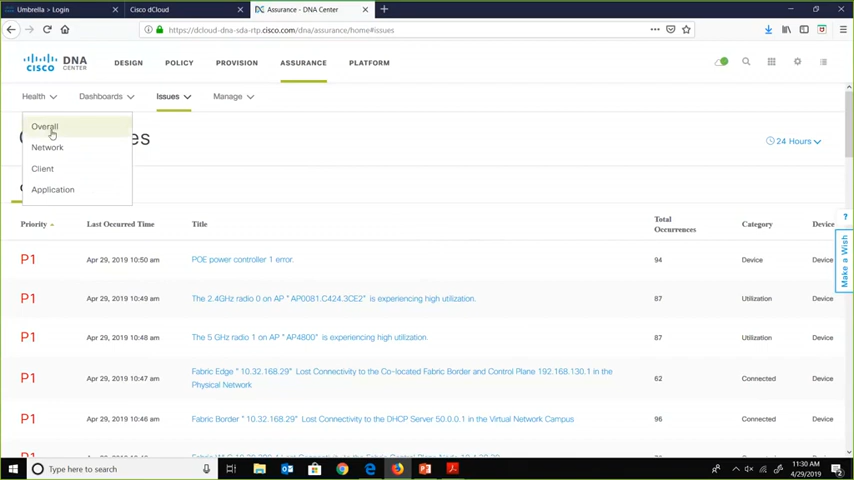 Umbrella > Login
Cisco dCloud
Assurance - DNA Center
https://dcloud-dna-sda-rtp.cisco.com/dna/assurance/home#issues
CISCO DNA CENTER
DESIGN
POLICY
PROVISION
ASSURANCE
PLATFORM
Health
Dashboards
Issues
Manage
Overall
Network
Client
Application
es
24 Hours
Priority
Last Occurred Time
Title
Total Occurrences
Category
Device
P1
Apr 29, 2019 10:50 am
POE power controller 1 error.
94
Device
Device
P1
Apr 29, 2019 10:49 am
The 2.4GHz radio 0 on AP "AP0081.C424.3CE2" is experiencing high utilization.
87
Utilization
Device
P1
Apr 29, 2019 10:48 am
The 5 GHz radio 1 on AP "AP4800" is experiencing high utilization.
87
Utilization
Device
P1
Apr 29, 2019 10:47 am
Fabric Edge " 10.32.168.29" Lost Connectivity to the Co-located Fabric Border and Control Plane 192.168.130.1 in the
Physical Network
62
Connected
Device
P1
Apr 29, 2019 10:46 am
Fabric Border " 10.32.168.29" Lost Connectivity to the DHCP Server 50.0.0.1 in the Virtual Network Campus
96
Connected
Device
?
Make a Wish
Type here to search
11:30 AM
4/29/2019
2